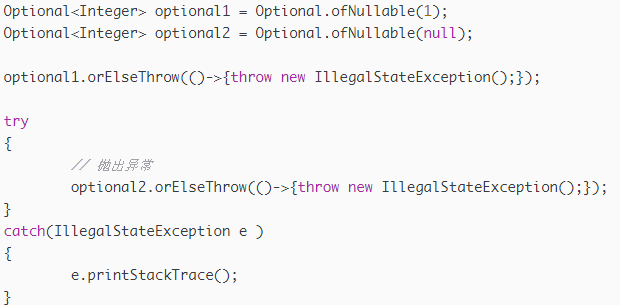 Optional<Integer> optional1 = Optional.ofNullable(1);
Optional<Integer> optional2 = Optional.ofNullable(null);
optional1.orElseThrow(()->{throw new IllegalStateException();});
try
{
// 抛出异常
optional2.orElseThrow(()->{throw new IllegalStateException();});
}
catch(IllegalStateException e )
{
e.printStackTrace();
}